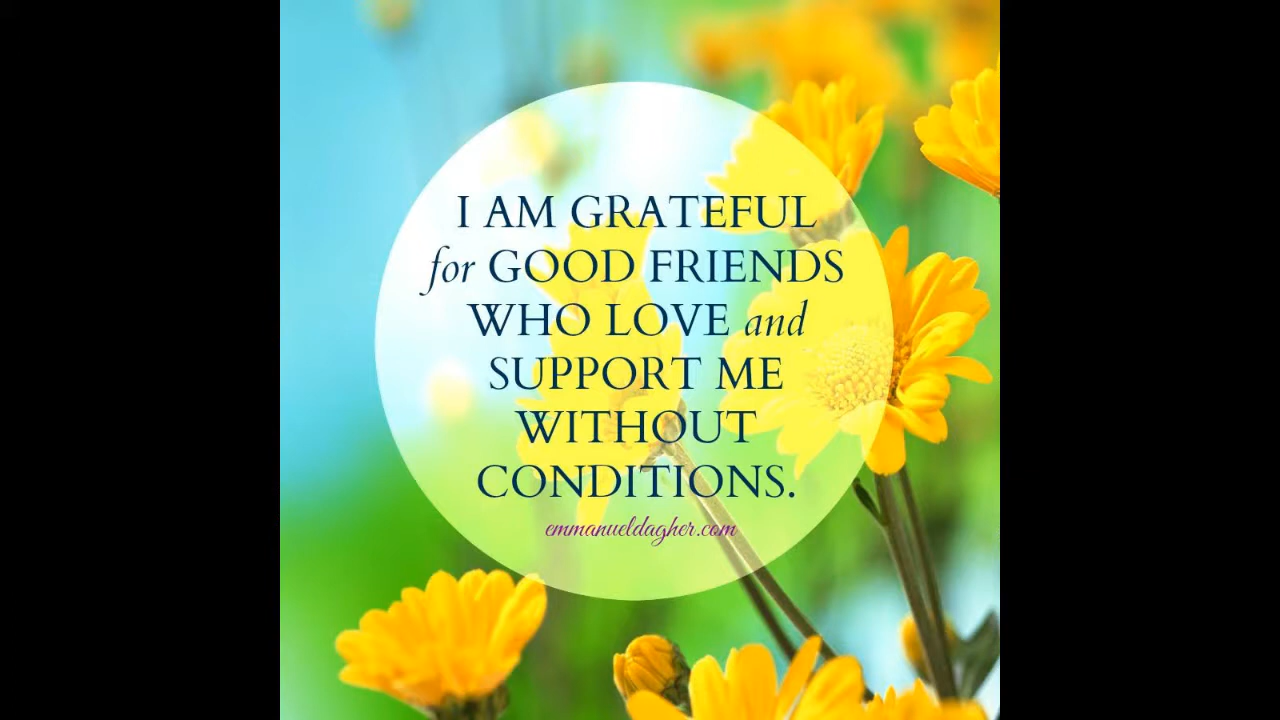 I AM GRATEFUL
for GOOD FRIENDS
WHO LOVE and
SUPPORT ME
WITHOUT
CONDITIONS.
emmanueldagher.com